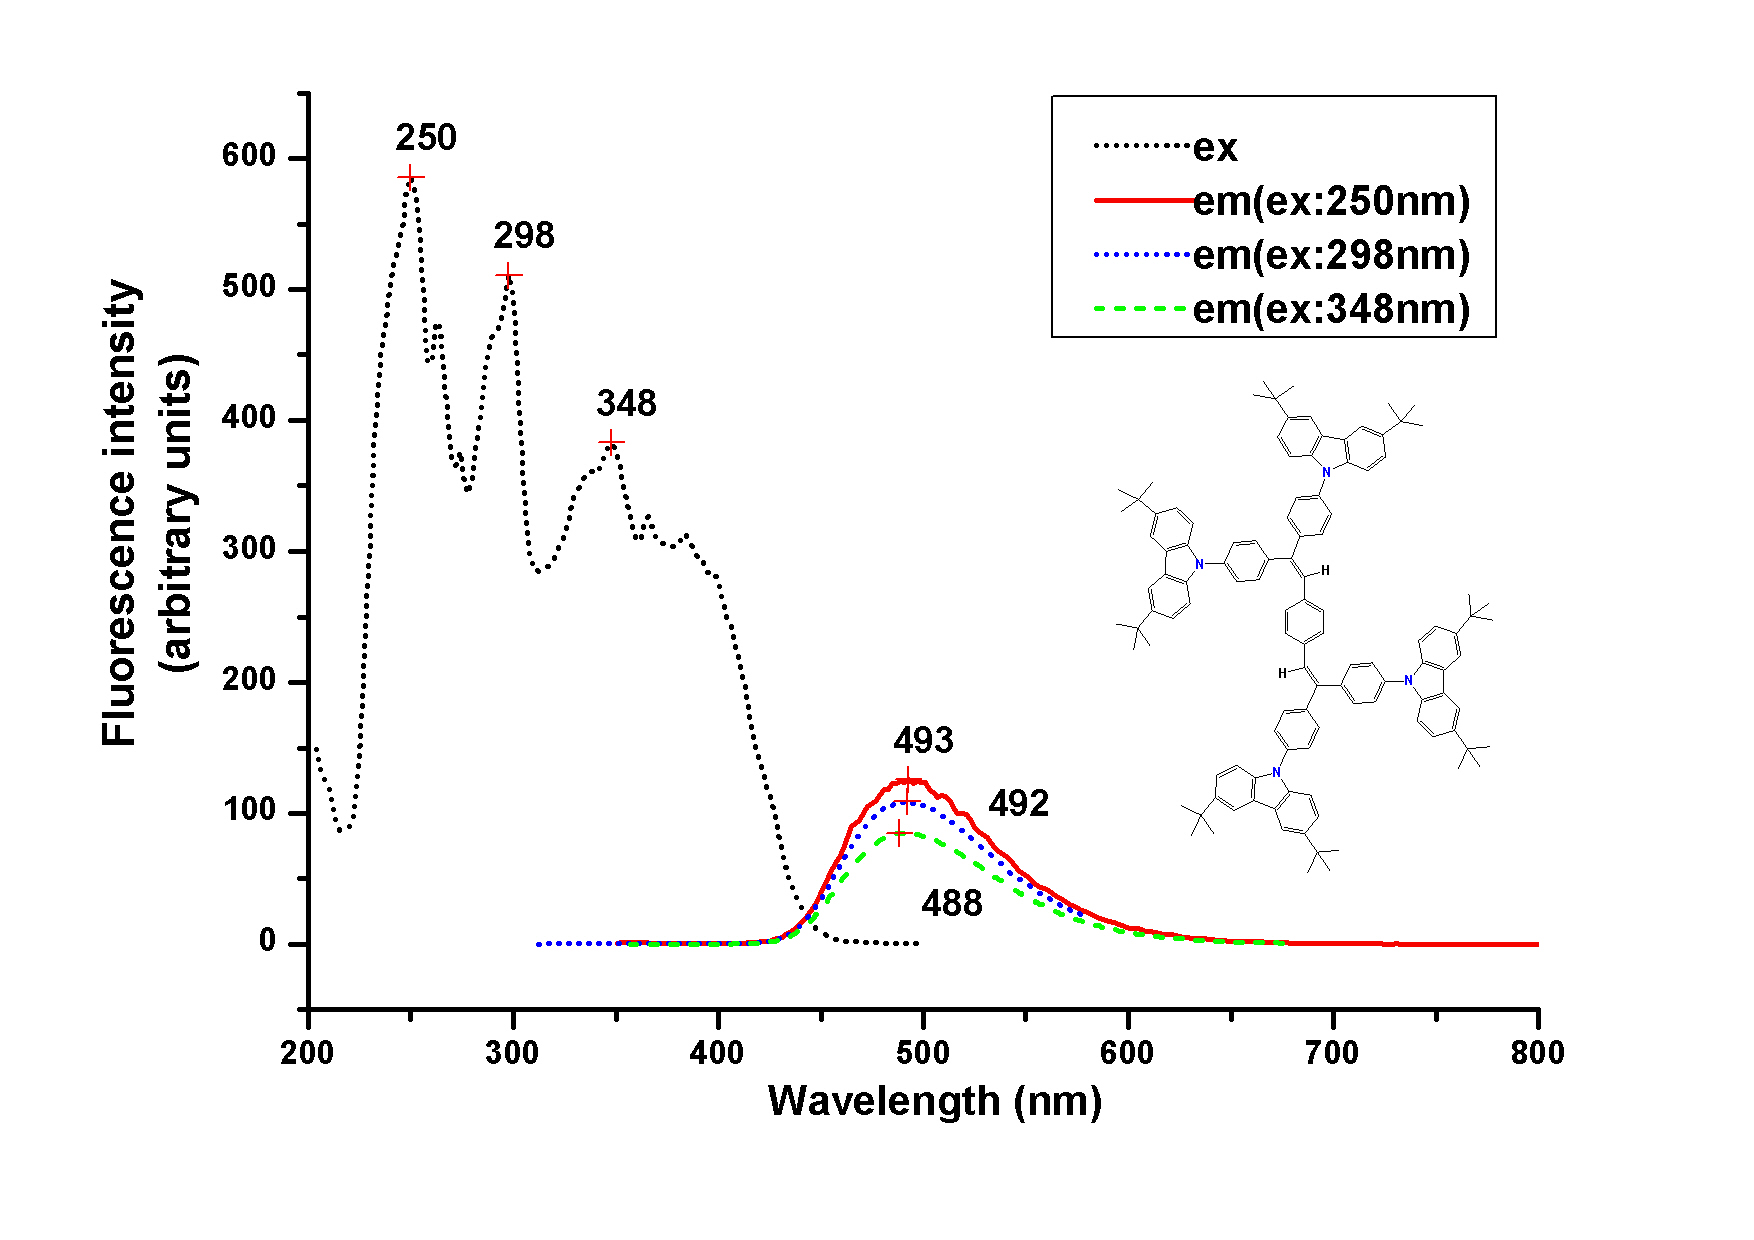 250
298
348
493
492
488
ex
em(ex:250nm)
em(ex:298nm)
em(ex:348nm)
600
500
400
300
200
100
0
Fluorescence intensity
(arbitrary units)
200 300 400 500 600 700 800
Wavelength (nm)
N
N
H
H
N
N